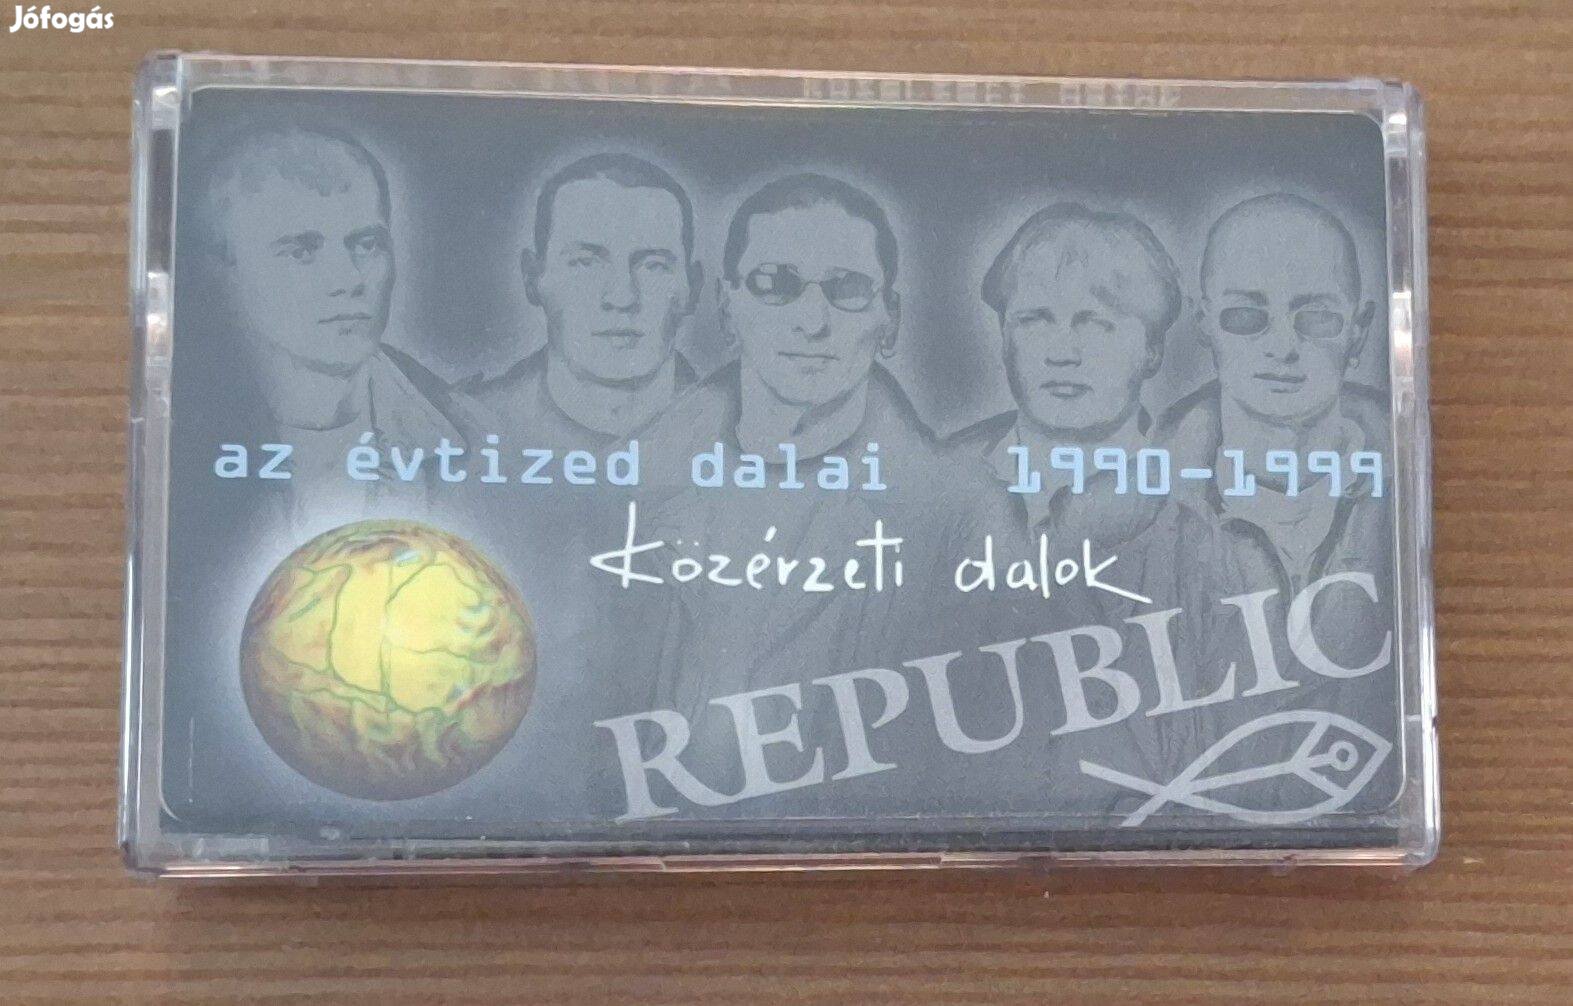 Jófogás
az évtized dalai 1990-1999
közérzeti dalok
REPUBLIC